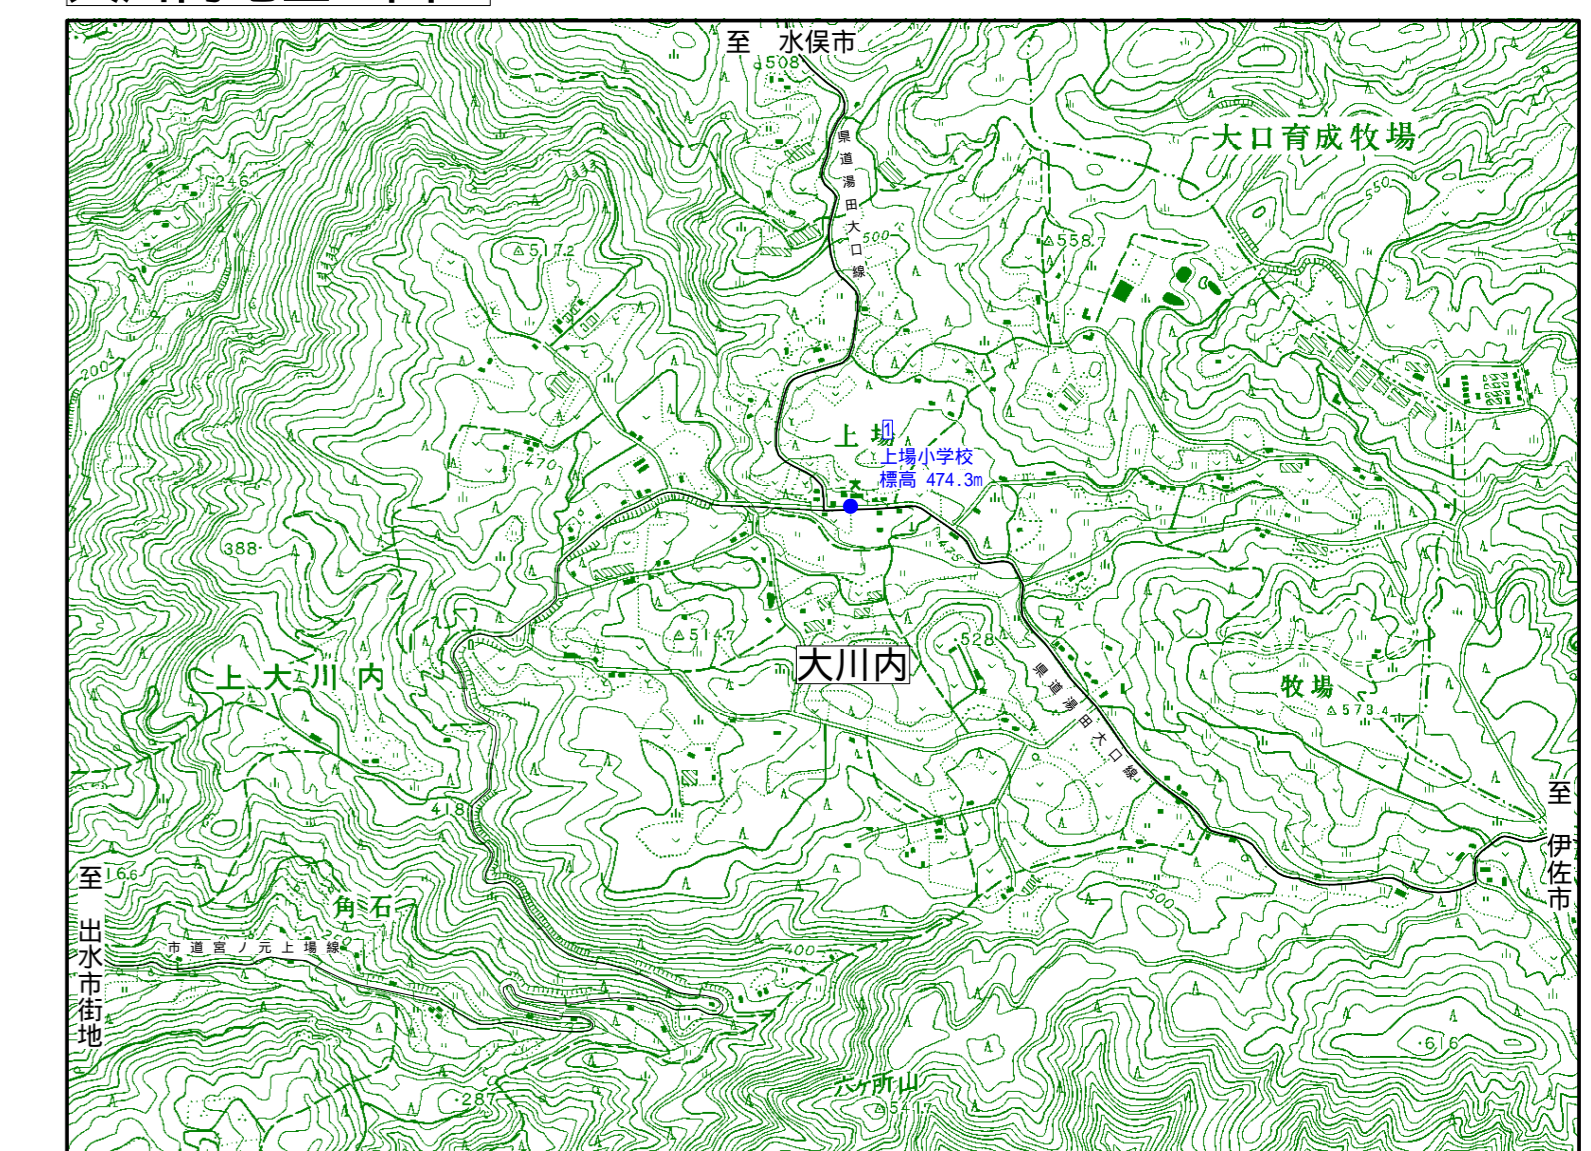 至 水俣市
508
大口育成牧場
県道湯田大口線
550
246
500
△558.7
△517.2
200
上場
1
上場小学校
標高 474.3m
470
388
475
△514.7
528
大川内
上大川内
県道湯田大口線
牧場
△573.4
至 伊佐市
418
至 出水市街地
166
角石
500
市道宮ノ元上場線
400
616
六ヶ所山
△541.7
287